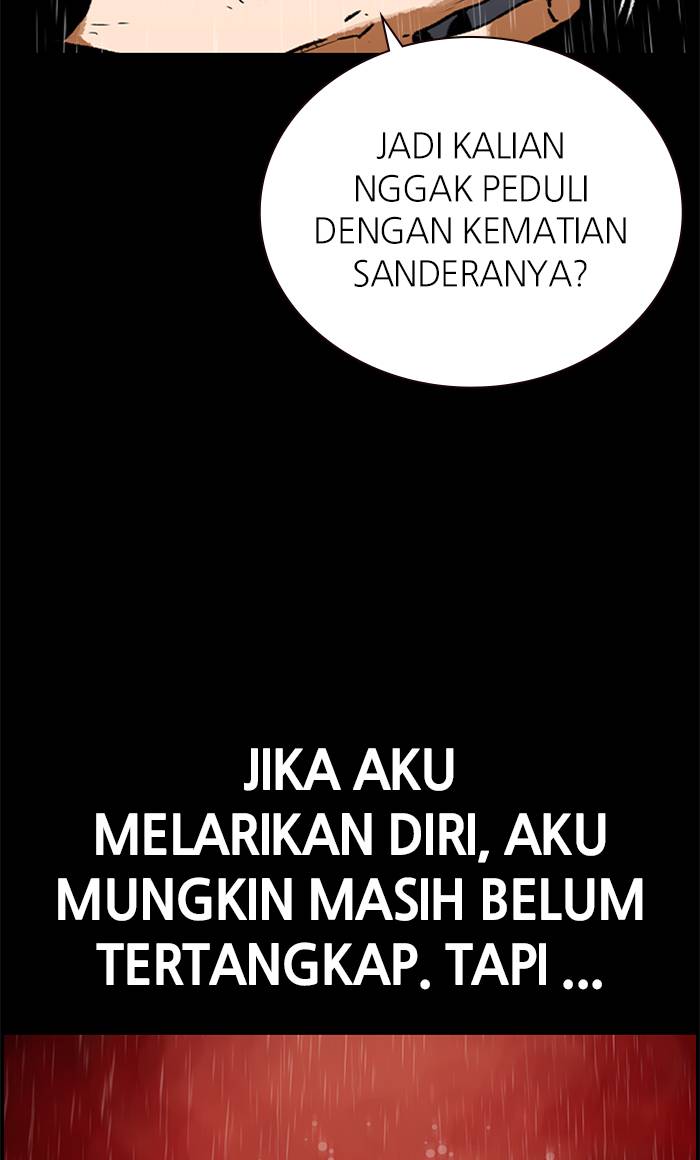 JADI KALIAN
NGGAK PEDULI
DENGAN KEMATIAN
SANDERANYA?
JIKA AKU
MELARIKAN DIRI, AKU
MUNGKIN MASIH BELUM
TERTANGKAP. TAPI ...